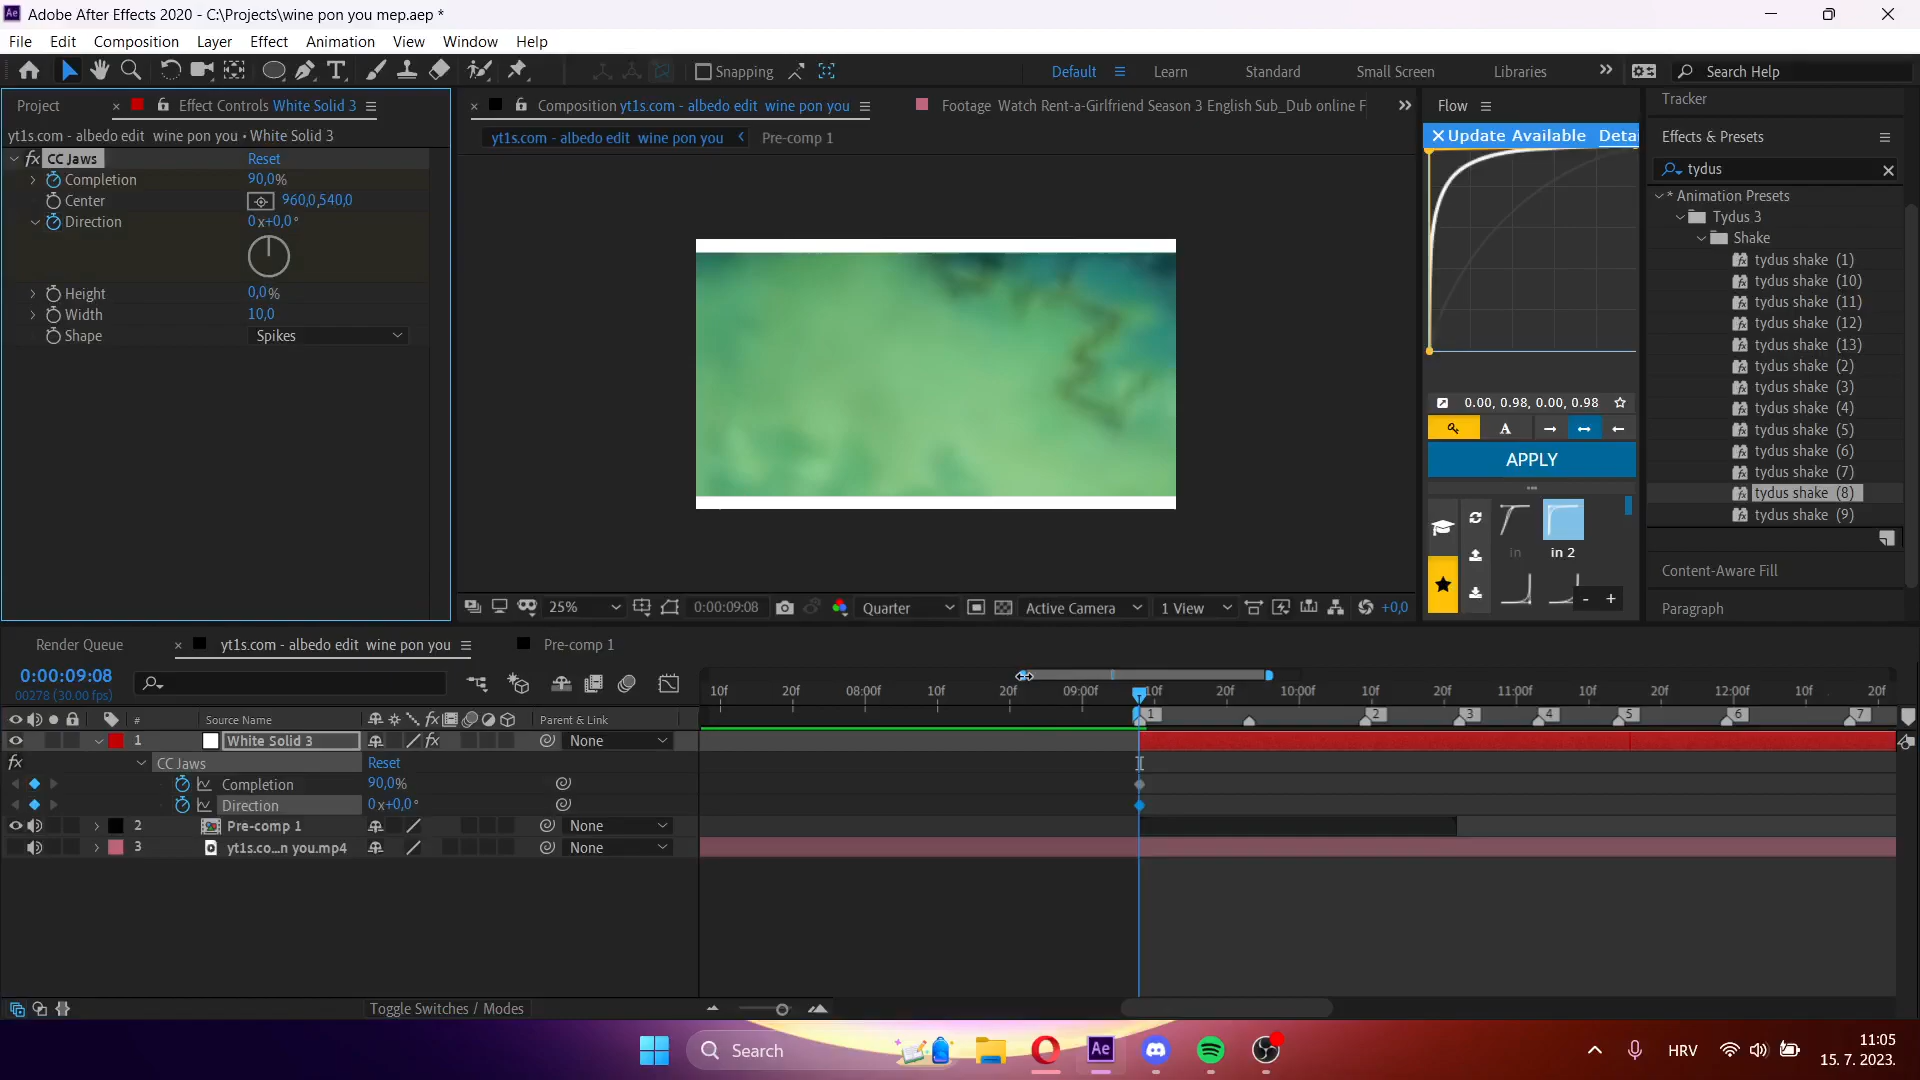 Adobe After Effects 2020 - C:\Projects\wine pon you mep.aep *
File Edit Composition Layer Effect Animation View Window Help
Snapping Default Learn Standard Small Screen Libraries Search Help
Project Effect Controls White Solid 3
Composition yt1s.com - albedo edit wine pon you Footage Watch Rent-a-Girlfriend Season 3 English Sub_Dub online F
Flow
Tracker
yt1s.com - albedo edit wine pon you • White Solid 3
yt1s.com - albedo edit wine pon you Pre-comp 1
Update Available Detai
Effects & Presets
fx CC Jaws Reset
Completion 90,0%
Center 960,0,540,0
Direction 0x+0,0°
Height 0,0%
Width 10,0
Shape Spikes
tydus
* Animation Presets
Tydus 3
Shake
tydus shake (1)
tydus shake (10)
tydus shake (11)
tydus shake (12)
tydus shake (13)
tydus shake (2)
tydus shake (3)
tydus shake (4)
tydus shake (5)
tydus shake (6)
tydus shake (7)
tydus shake (8)
tydus shake (9)
0.00, 0.98, 0.00, 0.98
A
APPLY
in in 2
Content-Aware Fill
Paragraph
25% 0:00:09:08 Quarter Active Camera 1 View +0,0
Render Queue yt1s.com - albedo edit wine pon you Pre-comp 1
0:00:09:08
00278 (30.00 fps)
10f 20f 08:00f 10f 20f 09:00f 10f 20f 10:00f 10f 20f 11:00f 10f 20f 12:00f 10f 20f
1 2 3 4 5 6 7
# Source Name fx Parent & Link
1 White Solid 3 fx None
fx CC Jaws Reset
Completion 90,0%
Direction 0x+0,0°
2 Pre-comp 1 None
3 yt1s.co...n you.mp4 None
Toggle Switches / Modes
Search
Ae
HRV
11:05
15. 7. 2023.